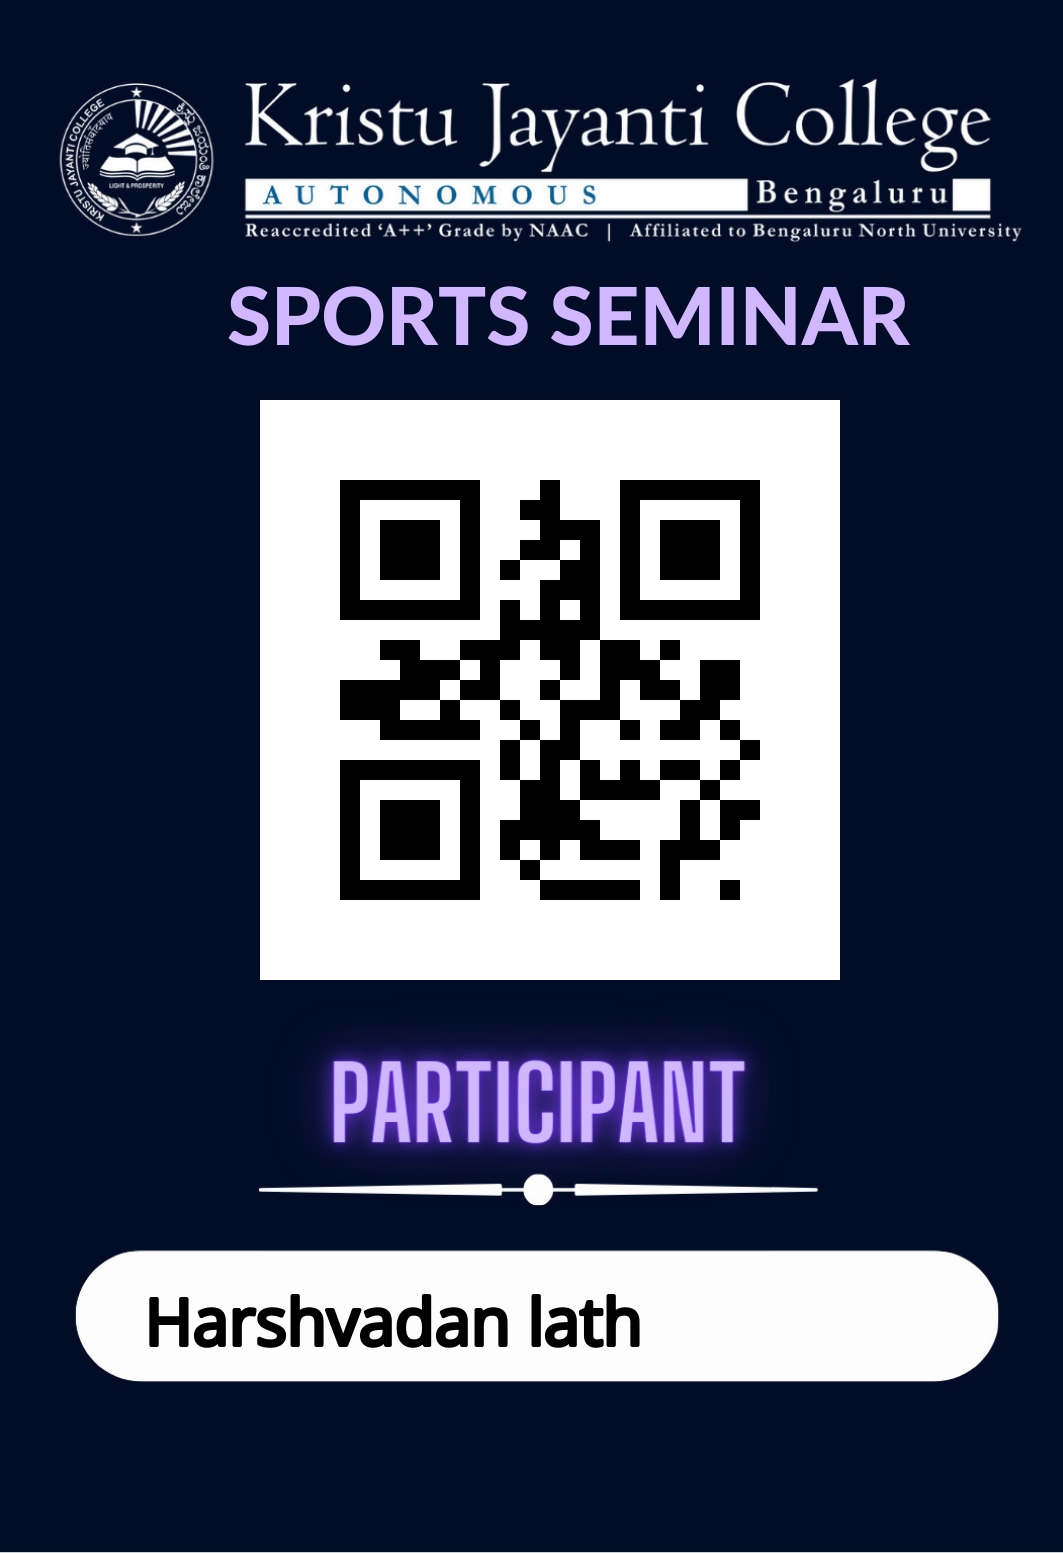 Kristu Jayanti College
AUTONOMOUS Bengaluru
Reaccredited ‘A++’ Grade by NAAC | Affiliated to Bengaluru North University
KRISTU JAYANTI COLLEGE
LIGHT & PROSPERITY
SPORTS SEMINAR
PARTICIPANT
Harshvadan lath